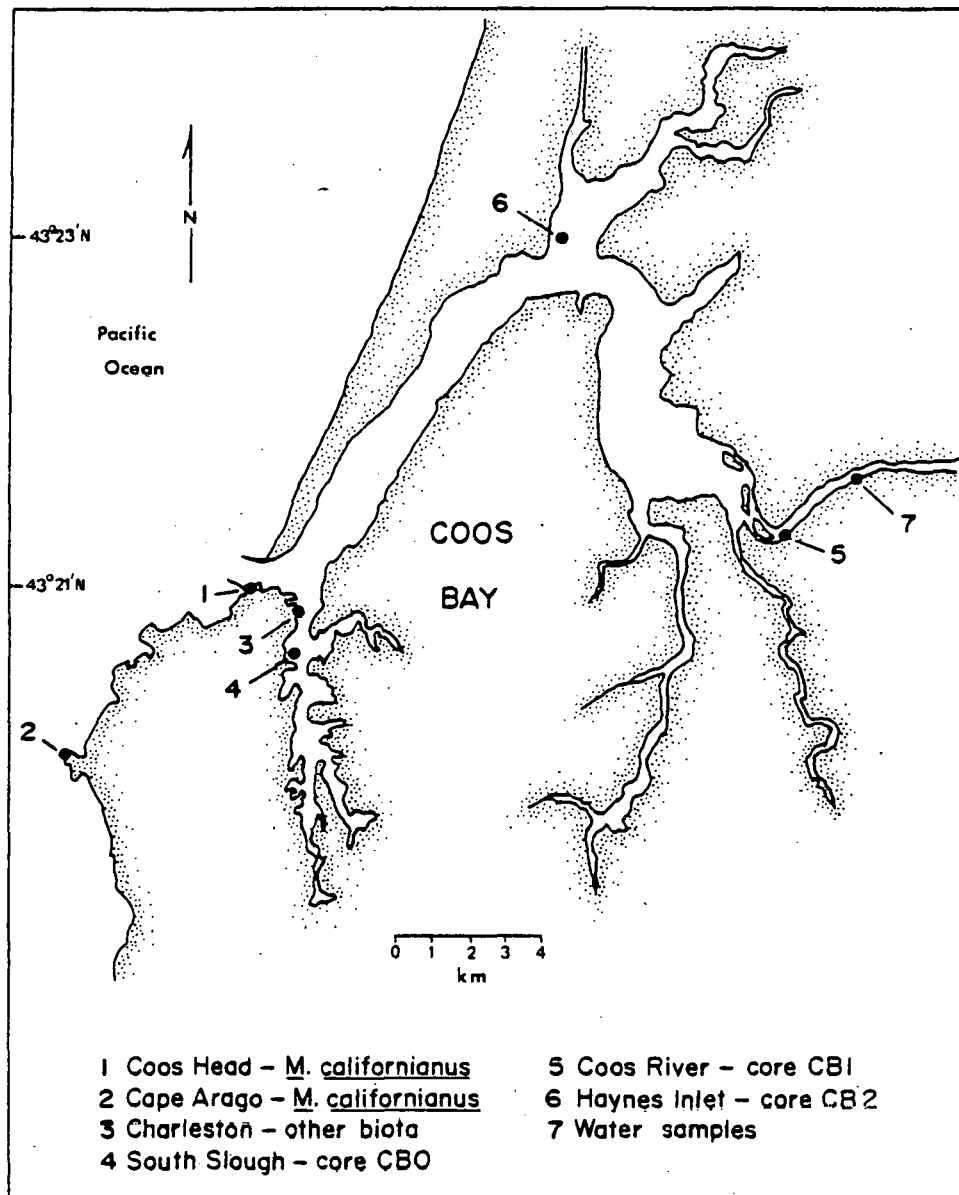 N
6
43°23'N
Pacific
Ocean
COOS
BAY
7
5
43°21'N
1
3
4
2
0 1 2 3 4
km
1 Coos Head – M. californianus
2 Cape Arago – M. californianus
3 Charleston – other biota
4 South Slough – core CBO
5 Coos River – core CB1
6 Haynes Inlet – core CB2
7 Water samples